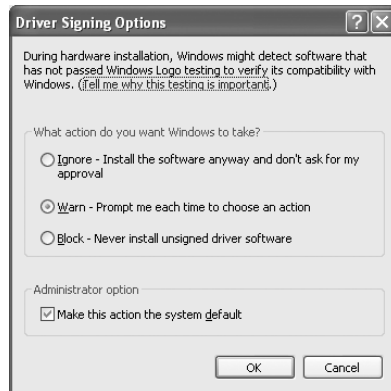 Driver Signing Options
During hardware installation, Windows might detect software that
has not passed Windows Logo testing to verify its compatibility with
Windows. (Tell me why this testing is important.)
What action do you want Windows to take?
Ignore - Install the software anyway and don't ask for my
approval
Warn - Prompt me each time to choose an action
Block - Never install unsigned driver software
Administrator option
Make this action the system default
OK Cancel